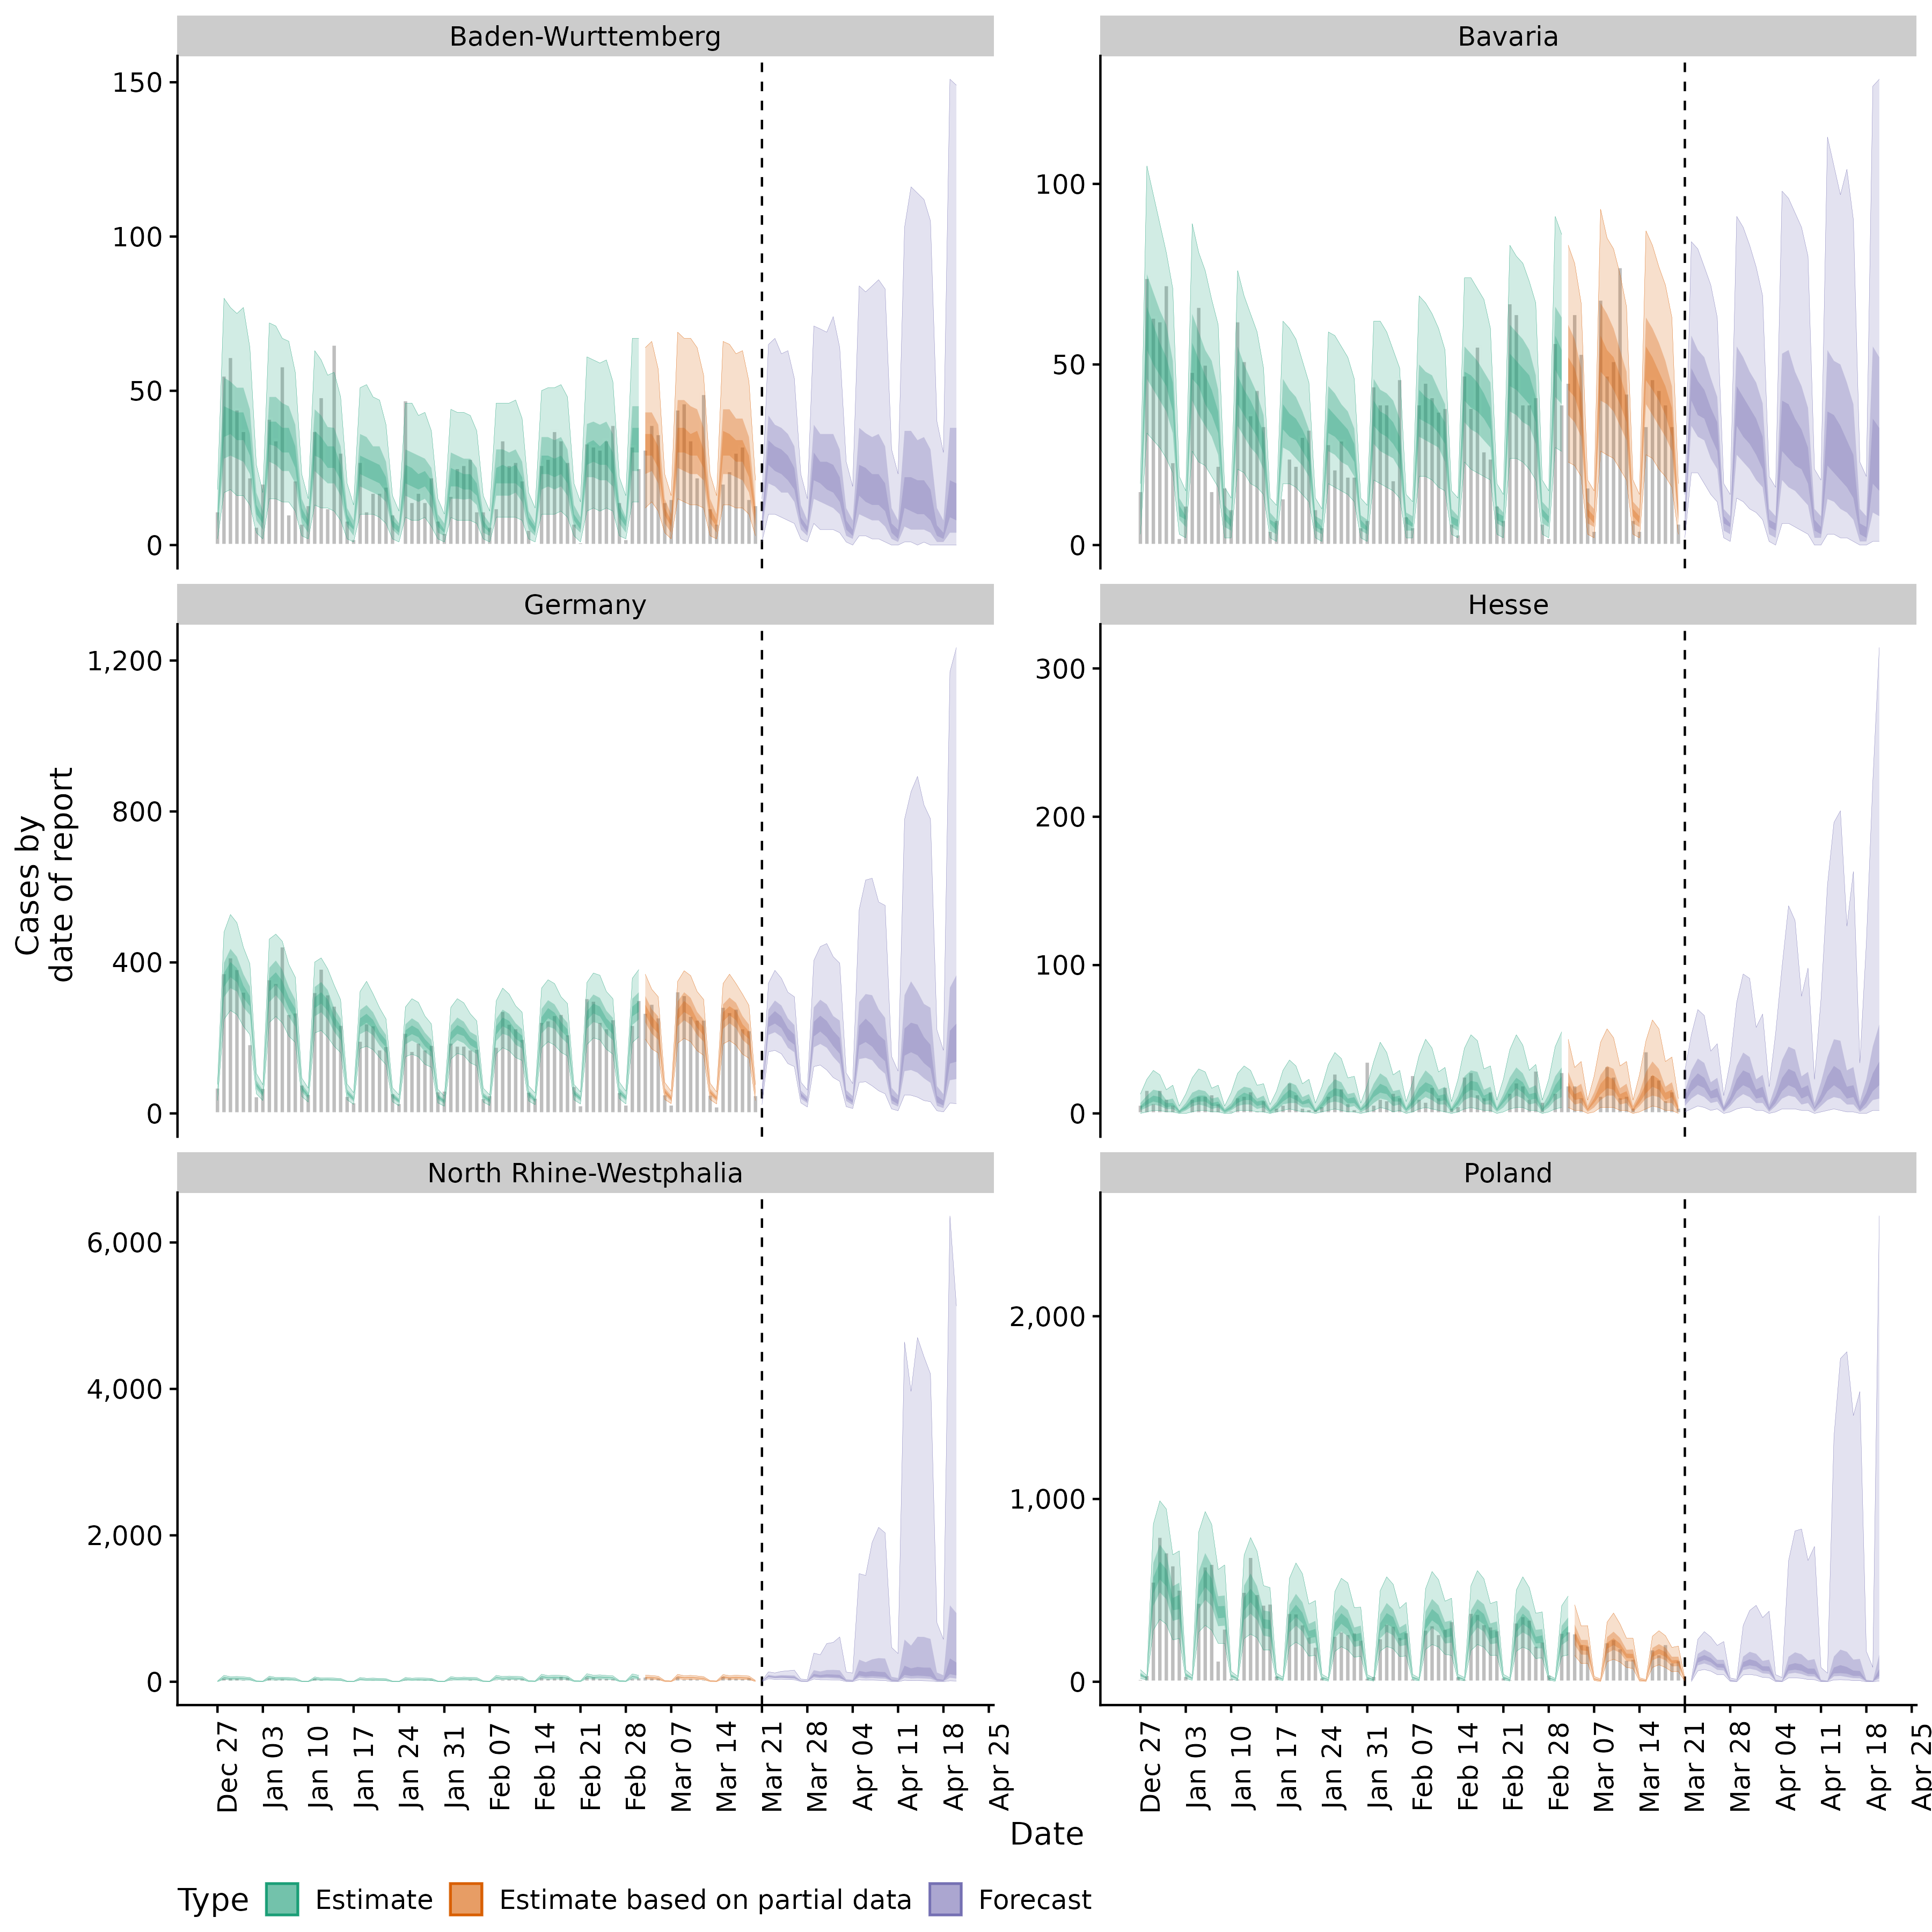 Baden-Wurttemberg
Bavaria
150
100
50
0
100
50
0
Germany
Hesse
1,200
800
400
0
300
200
100
0
Cases by
date of report
North Rhine-Westphalia
Poland
6,000
4,000
2,000
0
2,000
1,000
0
Dec 27
Jan 03
Jan 10
Jan 17
Jan 24
Jan 31
Feb 07
Feb 14
Feb 21
Feb 28
Mar 07
Mar 14
Mar 21
Mar 28
Apr 04
Apr 11
Apr 18
Apr 25
Dec 27
Jan 03
Jan 10
Jan 17
Jan 24
Jan 31
Feb 07
Feb 14
Feb 21
Feb 28
Mar 07
Mar 14
Mar 21
Mar 28
Apr 04
Apr 11
Apr 18
Apr 25
Date
Type Estimate Estimate based on partial data Forecast